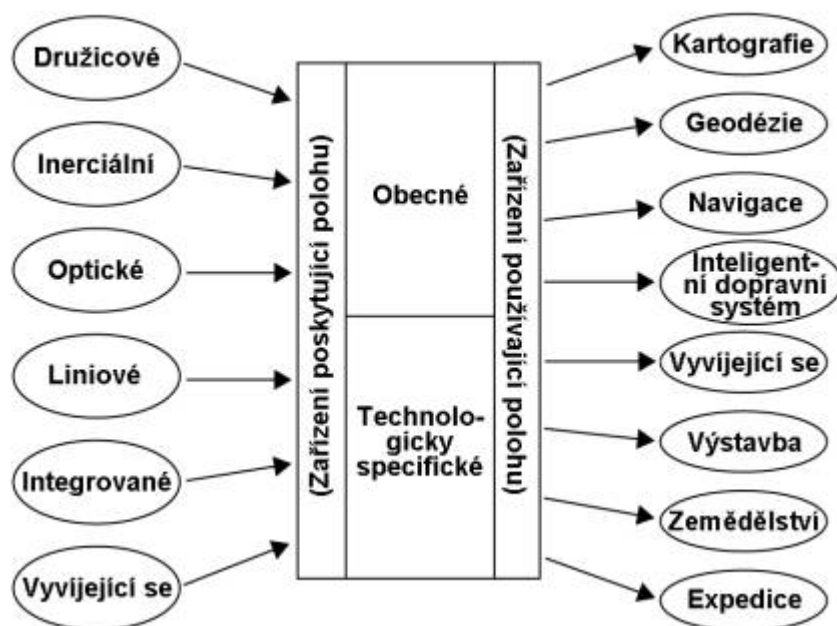 Družicové
Inerciální
Optické
Liniové
Integrované
Vyvíjející se
(Zařízení poskytující polohu)
Obecné
Technolo-
gicky
specifické
(Zařízení používající polohu)
Kartografie
Geodézie
Navigace
Inteligent-
ní dopravní
systém
Vyvíjející se
Výstavba
Zemědělství
Expedice